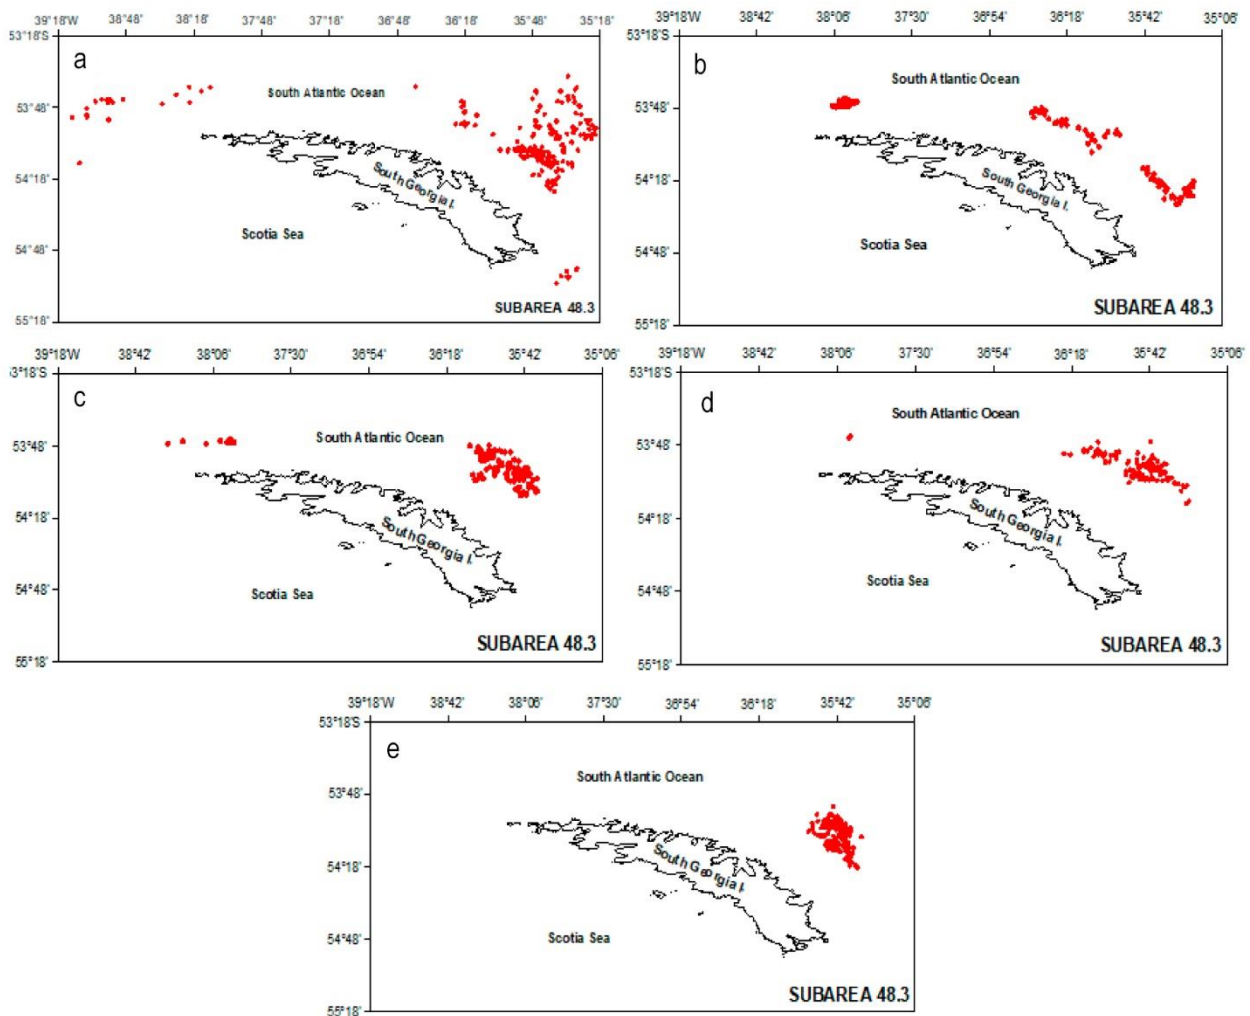 39°18'W 38°48' 38°18' 37°48' 37°18' 36°48' 36°18' 35°48' 35°18'
53°18'S
a
South Atlantic Ocean
53°48'
54°18'
South Georgia I.
Scotia Sea
54°48'
SUBAREA 48.3
55°18'
39°18'W 38°42' 38°06' 37°30' 36°54' 36°18' 35°42' 35°06'
53°18'S
b
South Atlantic Ocean
53°48'
54°18'
South Georgia I.
Scotia Sea
54°48'
SUBAREA 48.3
55°18'
39°18'W 38°42' 38°06' 37°30' 36°54' 36°18' 35°42' 35°06'
i3°18'S
c
South Atlantic Ocean
53°48'
54°18'
South Georgia I.
54°48'
Scotia Sea
SUBAREA 48.3
55°18'
39°18'W 38°42' 38°06' 37°30' 36°54' 36°18' 35°42' 35°06'
53°18'S
d
South Atlantic Ocean
53°48'
54°18'
South Georgia I.
Scotia Sea
54°48'
SUBAREA 48.3
55°18'
39°18'W 38°42' 38°06' 37°30' 36°54' 36°18' 35°42' 35°06'
53°18'S
e
South Atlantic Ocean
53°48'
54°18'
South Georgia I.
Scotia Sea
54°48'
SUBAREA 48.3
55°18'